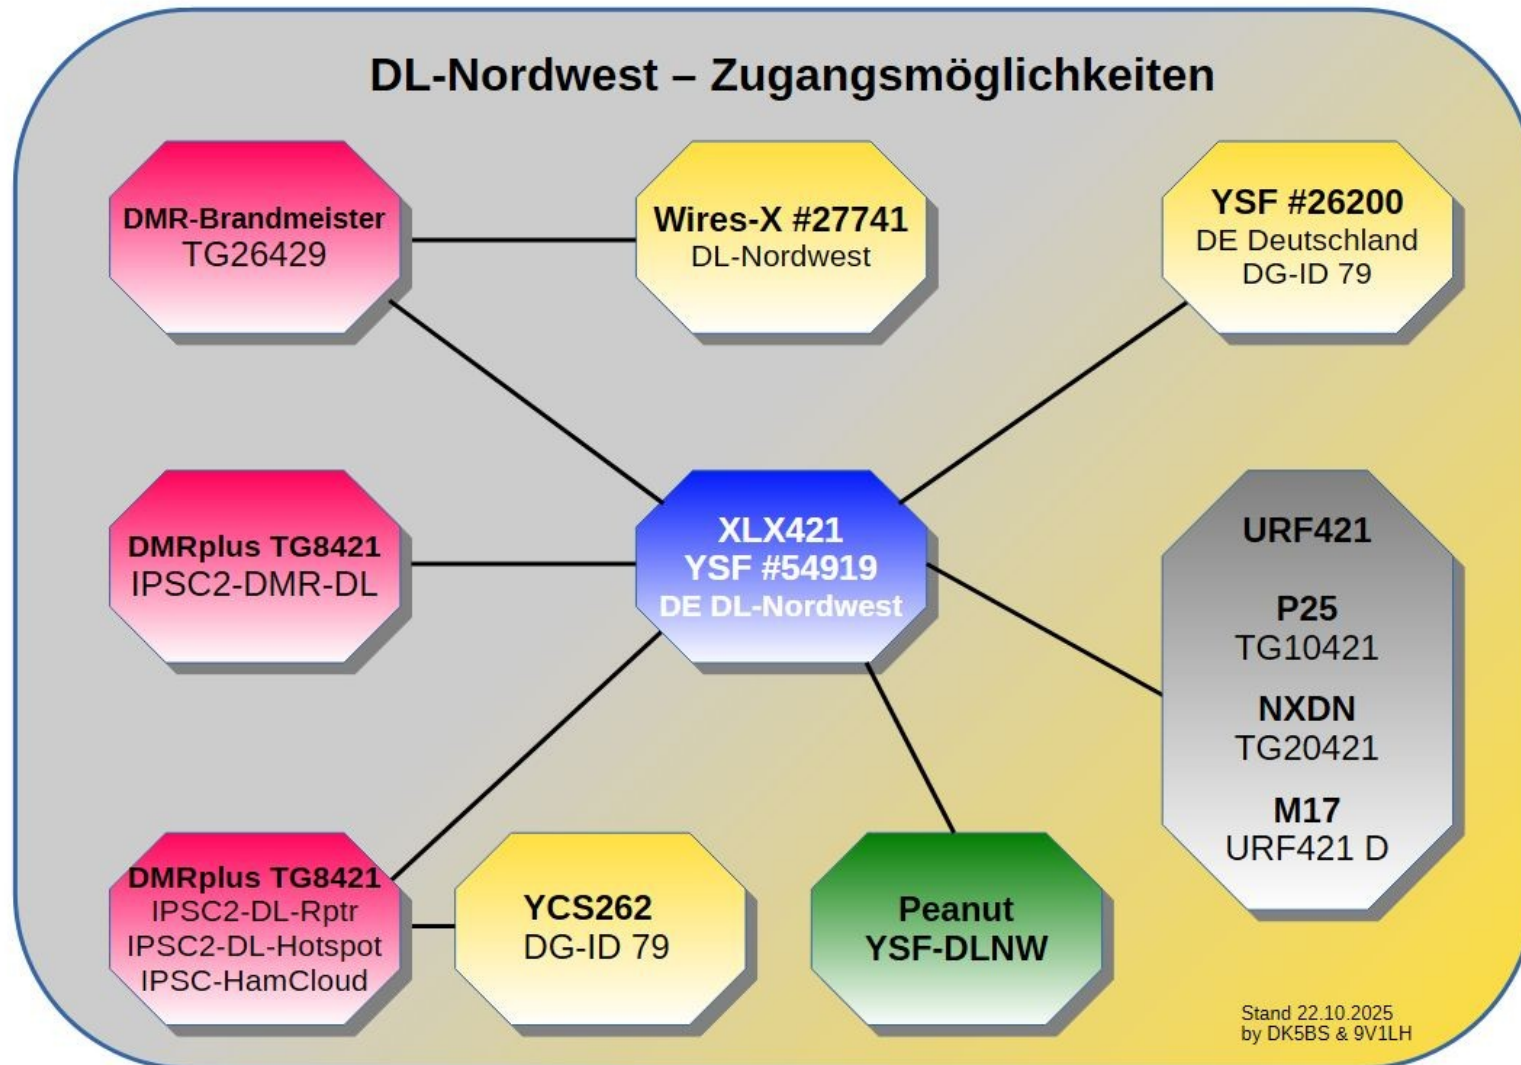 DL-Nordwest – Zugangsmöglichkeiten
DMR-Brandmeister
TG26429
Wires-X #27741
DL-Nordwest
YSF #26200
DE Deutschland
DG-ID 79
DMRplus TG8421
IPSC2-DMR-DL
XLX421
YSF #54919
DE DL-Nordwest
URF421
P25
TG10421
NXDN
TG20421
M17
URF421 D
DMRplus TG8421
IPSC2-DL-Rptr
IPSC2-DL-Hotspot
IPSC-HamCloud
YCS262
DG-ID 79
Peanut
YSF-DLNW
Stand 22.10.2025
by DK5BS & 9V1LH